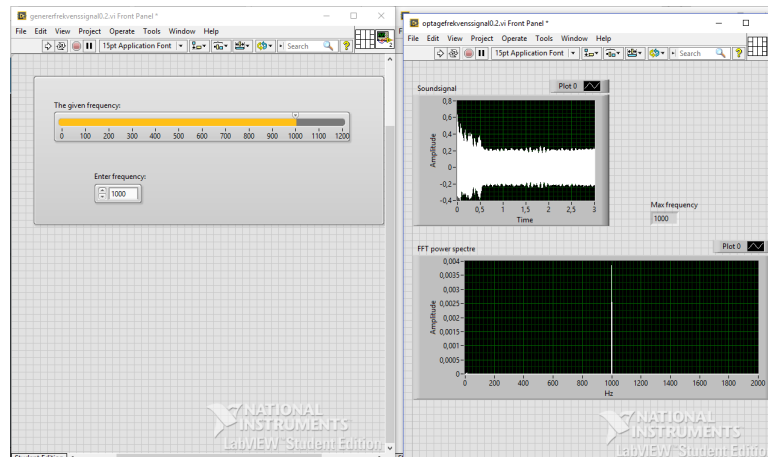 genererfrekvenssignal0.2.vi Front Panel *
File Edit View Project Operate Tools Window Help
15pt Application Font
Search
2
The given frequency:
0 100 200 300 400 500 600 700 800 900 1000 1100 1200
Enter frequency:
1000
NATIONAL
INSTRUMENTS
LabVIEW Student Edition
Student Edition
optagefrekvenssignal0.2.vi Front Panel *
File Edit View Project Operate Tools Window Help
15pt Application Font
Search
Soundsignal
Plot 0
0,8
0,6
0,4
0,2
0
-0,2
-0,4
Amplitude
0 0,5 1 1,5 2 2,5 3
Time
Max frequency
1000
FFT power spectre
Plot 0
0,004
0,0035
0,003
0,0025
0,002
0,0015
0,001
0,0005
0
Amplitude
0 200 400 600 800 1000 1200 1400 1600 1800 2000
Hz
NATIONAL
INSTRUMENTS
LabVIEW Student Edition